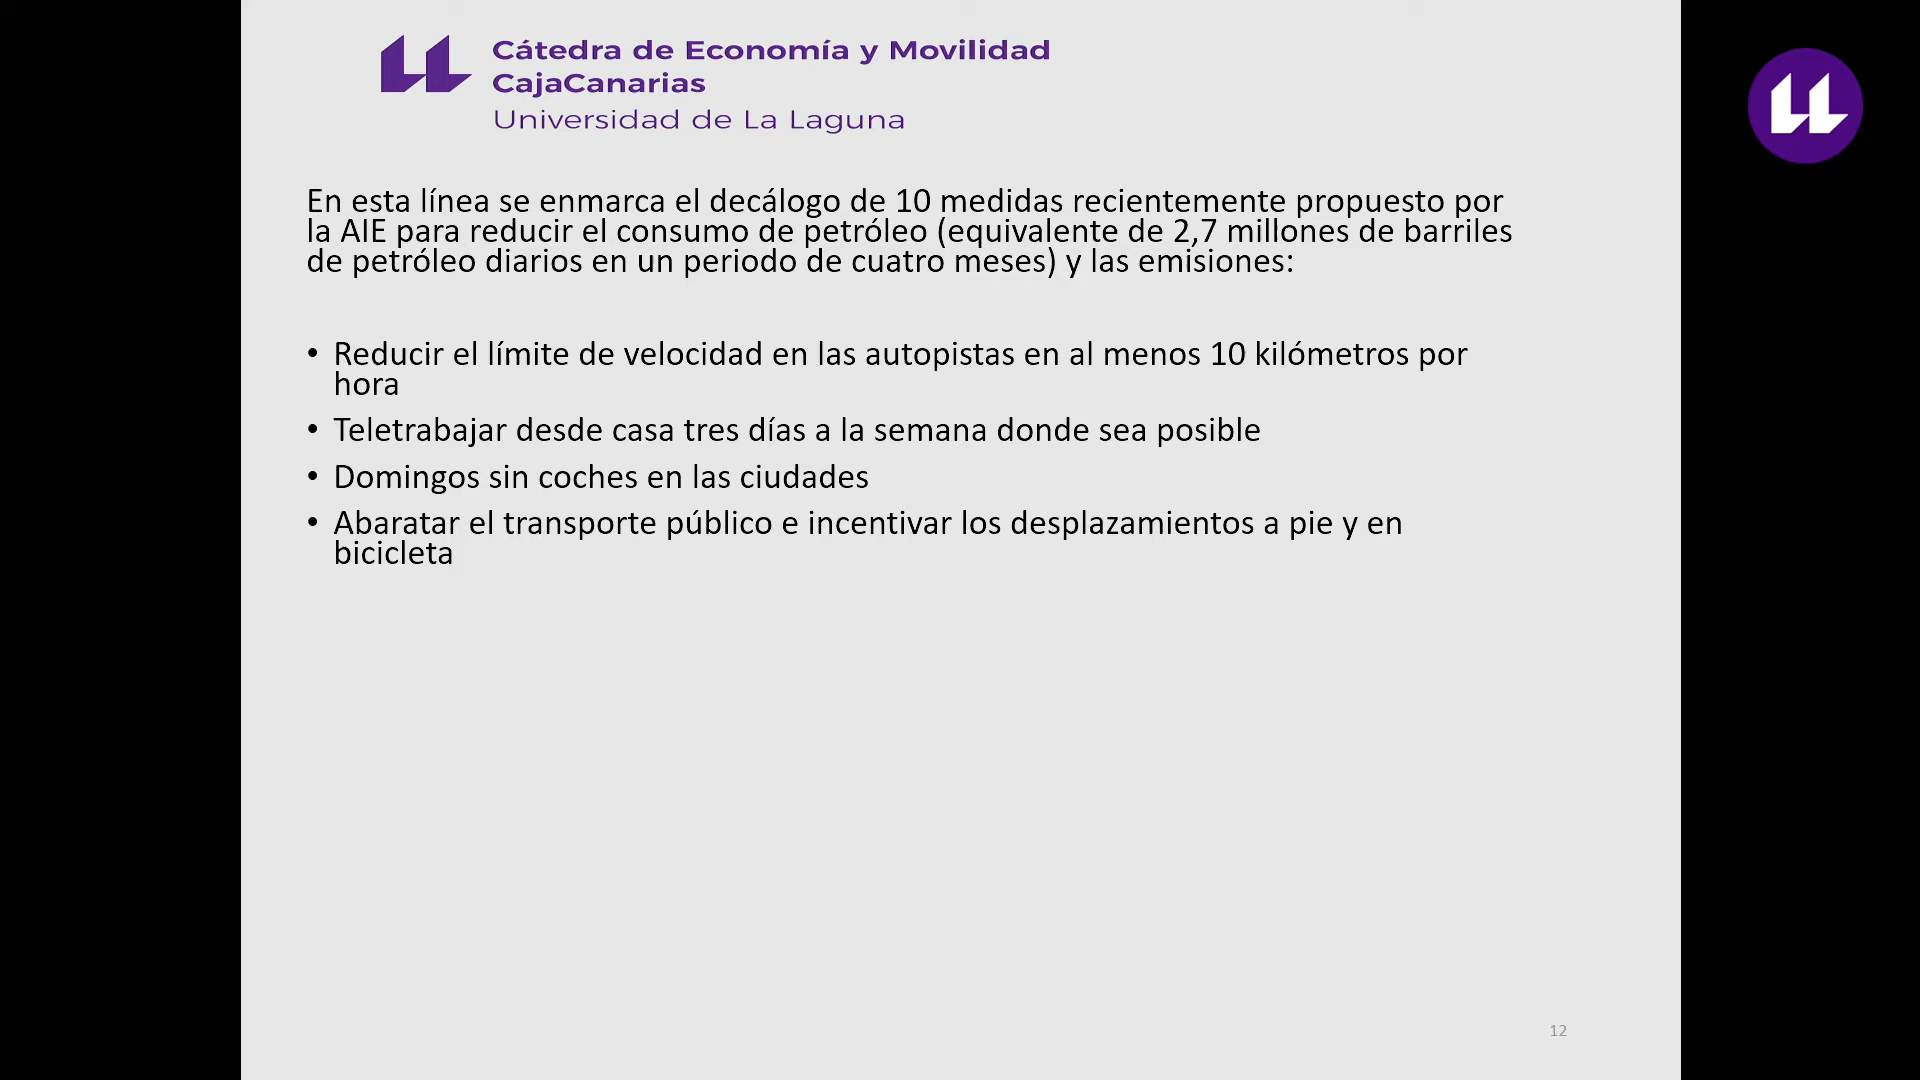 Cátedra de Economía y Movilidad
CajaCanarias
Universidad de La Laguna
En esta línea se enmarca el decálogo de 10 medidas recientemente propuesto por
la AIE para reducir el consumo de petróleo (equivalente de 2,7 millones de barriles
de petróleo diarios en un periodo de cuatro meses) y las emisiones:
• Reducir el límite de velocidad en las autopistas en al menos 10 kilómetros por
hora
• Teletrabajar desde casa tres días a la semana donde sea posible
• Domingos sin coches en las ciudades
• Abaratar el transporte público e incentivar los desplazamientos a pie y en
bicicleta
12